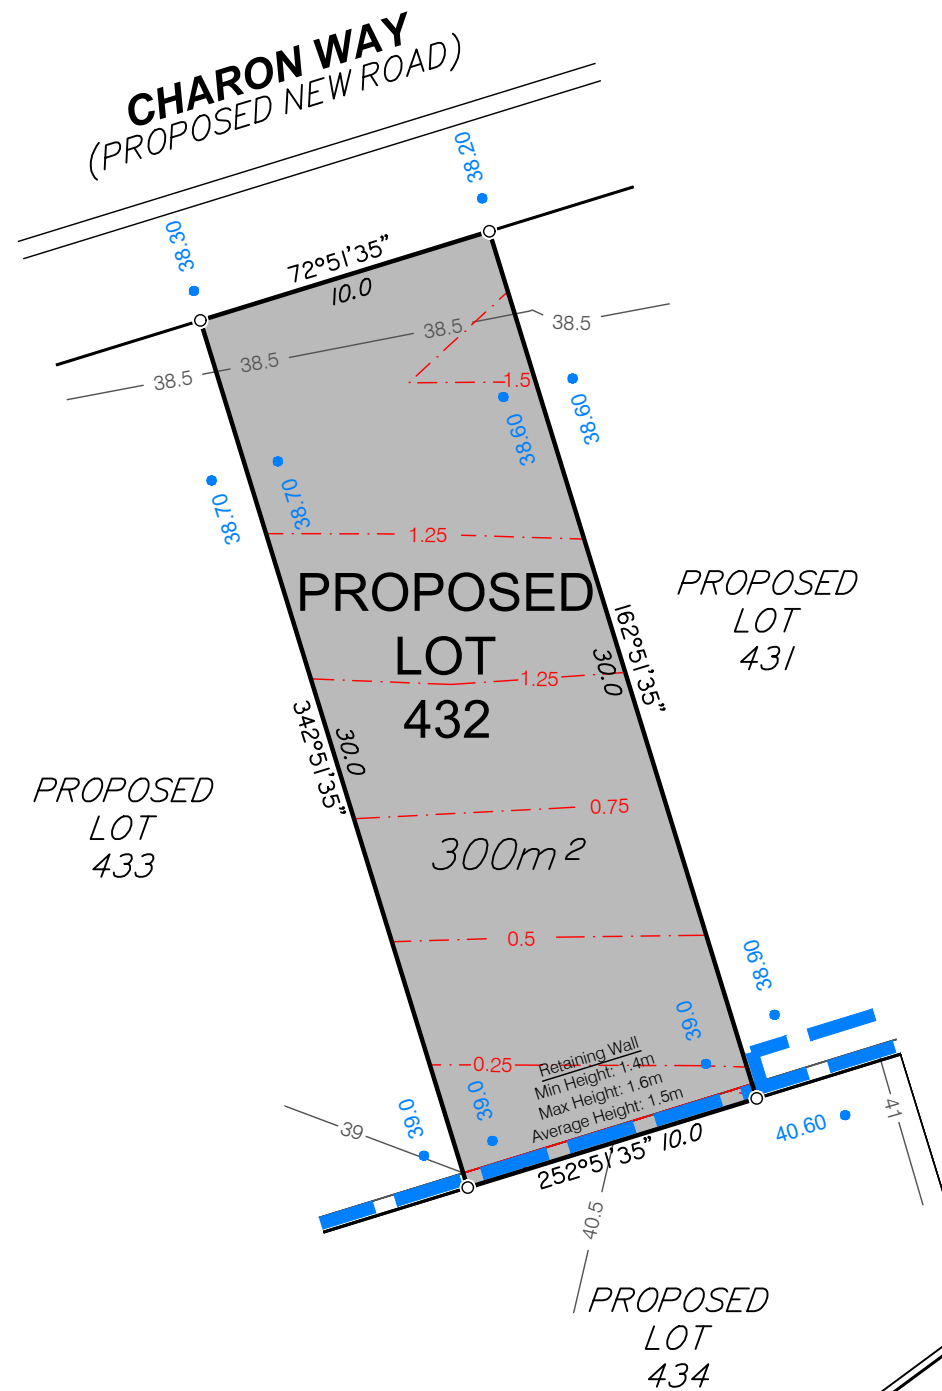 CHARON WAY
(PROPOSED NEW ROAD)
38.20
38.30
72°51'35"
10.0
38.5
38.5
38.5
38.5
1.5
38.60
38.60
38.70
38.70
1.25
PROPOSED
LOT
432
PROPOSED
LOT
431
162°51'35"
30.0
1.25
342°51'35"
30.0
PROPOSED
LOT
433
0.75
300m²
0.5
38.90
39.0
0.25
Retaining Wall
Min Height: 1.4m
Max Height: 1.6m
Average Height: 1.5m
39.0
39.0
39
40.60
41
252°51'35" 10.0
40.5
PROPOSED
LOT
434